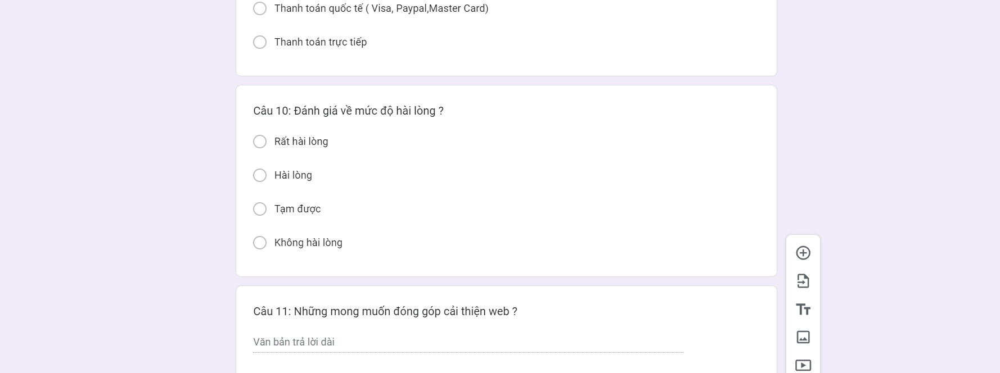 Thanh toán quốc tế ( Visa, Paypal,Master Card)
Thanh toán trực tiếp
Câu 10: Đánh giá về mức độ hài lòng ?
Rất hài lòng
Hài lòng
Tạm được
Không hài lòng
Câu 11: Những mong muốn đóng góp cải thiện web ?
Văn bản trả lời dài